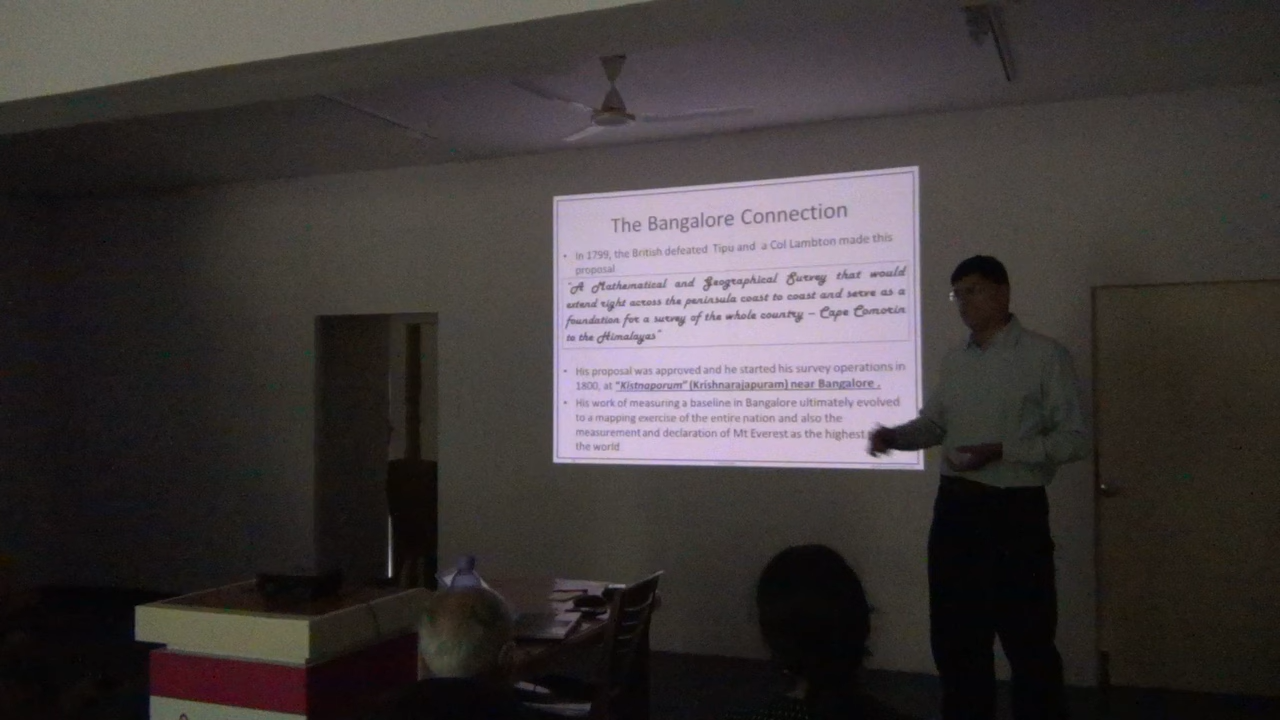 The Bangalore Connection
• In 1799, the British defeated Tipu and a Col Lambton made this
proposal
"A Mathematical and Geographical Survey that would
extend right across the peninsula coast to coast and serve as a
foundation for a survey of the whole country – Cape Comorin
to the Himalayas"
• His proposal was approved and he started his survey operations in
1800, at "Kistnaporum" (Krishnarajapuram) near Bangalore .
• His work of measuring a baseline in Bangalore ultimately evolved
to a mapping exercise of the entire nation and also the
measurement and declaration of Mt Everest as the highest
the world